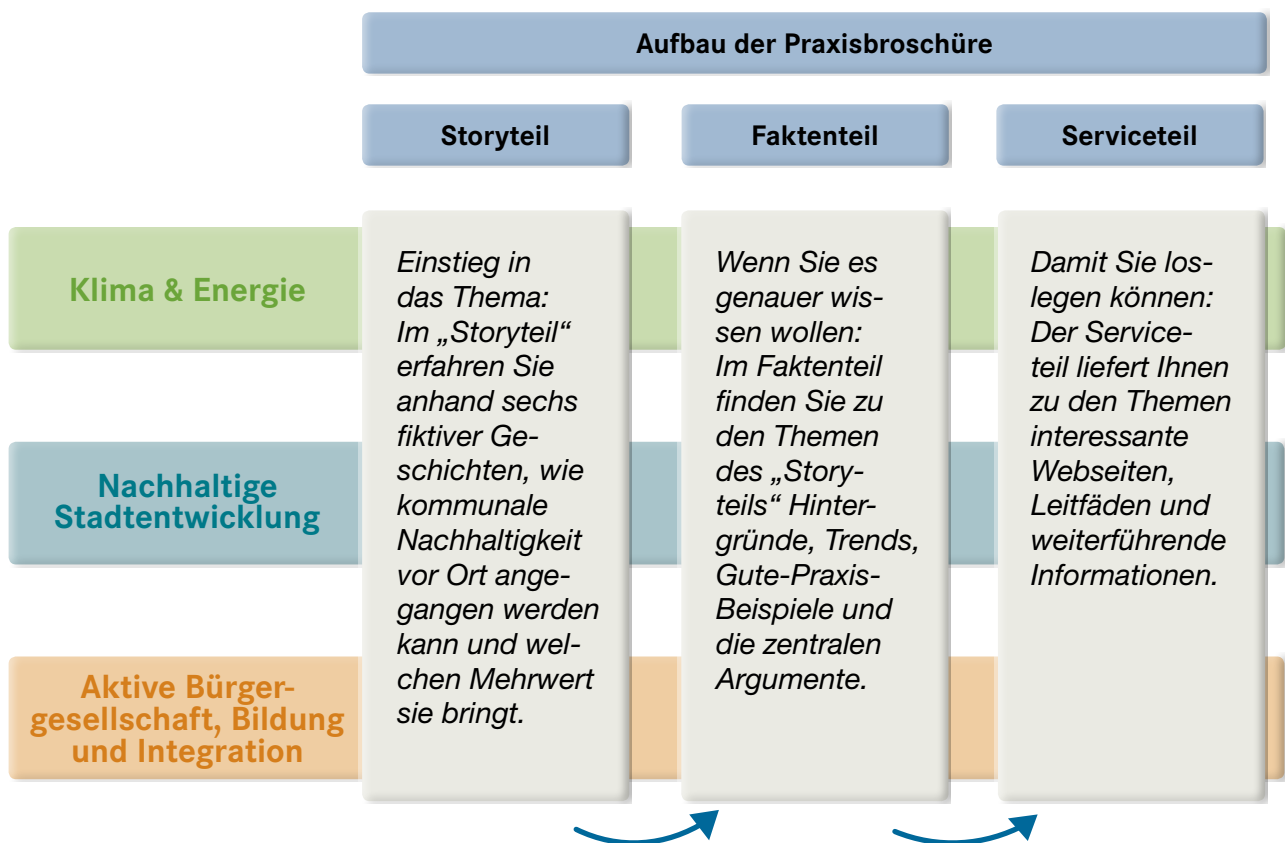 Aufbau der Praxisbroschüre
Storyteil
Faktenteil
Serviceteil
Klima & Energie
Nachhaltige
Stadtentwicklung
Aktive Bürger-
gesellschaft, Bildung
und Integration
Einstieg in
das Thema:
Im „Storyteil“
erfahren Sie
anhand sechs
fiktiver Ge-
schichten, wie
kommunale
Nachhaltigkeit
vor Ort ange-
gangen werden
kann und wel-
chen Mehrwert
sie bringt.
Wenn Sie es
genauer wis-
sen wollen:
Im Faktenteil
finden Sie zu
den Themen
des „Story-
teils“ Hinter-
gründe, Trends,
Gute-Praxis-
Beispiele und
die zentralen
Argumente.
Damit Sie los-
legen können:
Der Service-
teil liefert Ihnen
zu den Themen
interessante
Webseiten,
Leitfäden und
weiterführende
Informationen.